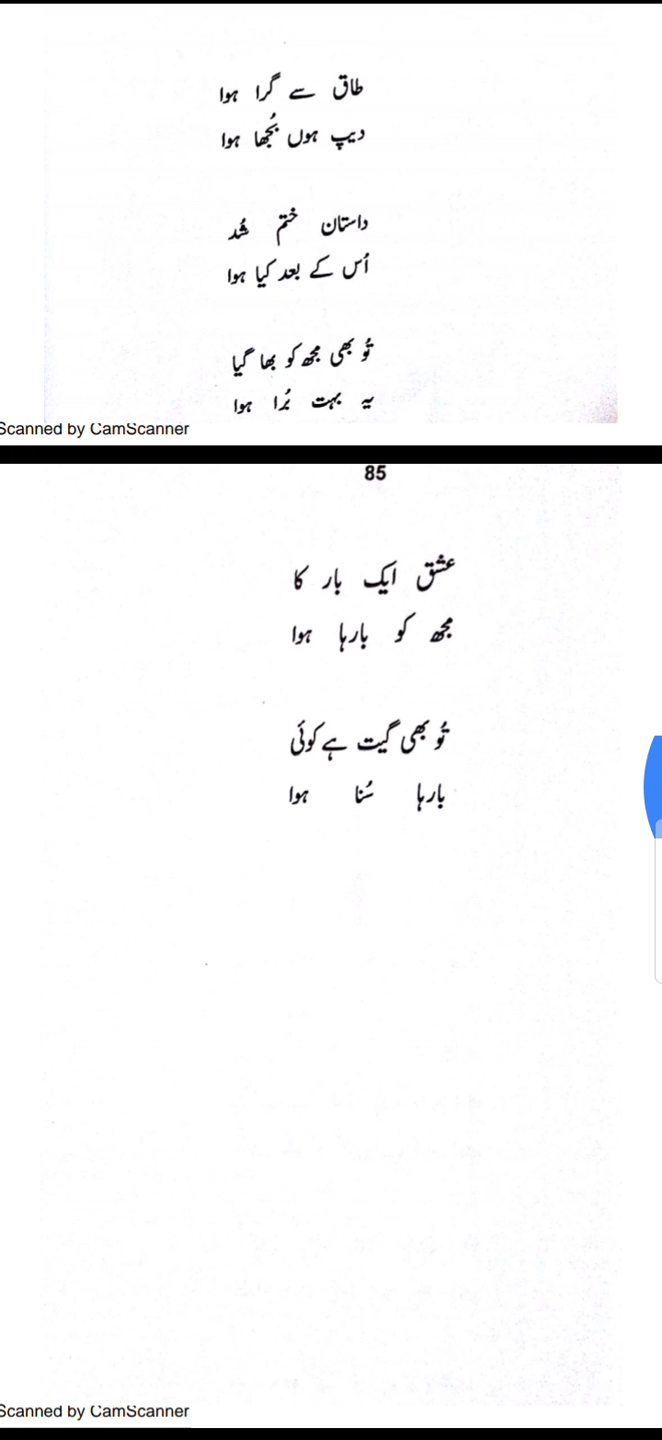 طاق سے گرا ہوا
دیپ ہوں بُجھا ہوا
داستان ختم شُد
اُس کے بعد کیا ہوا
تُو بھی مجھ کو بھا گیا
یہ بہت بُرا ہوا
Scanned by CamScanner
85
عشق ایک بار کا
مجھ کو بارہا ہوا
تُو بھی گیت ہے کوئی
بارہا سُنا ہوا
Scanned by CamScanner